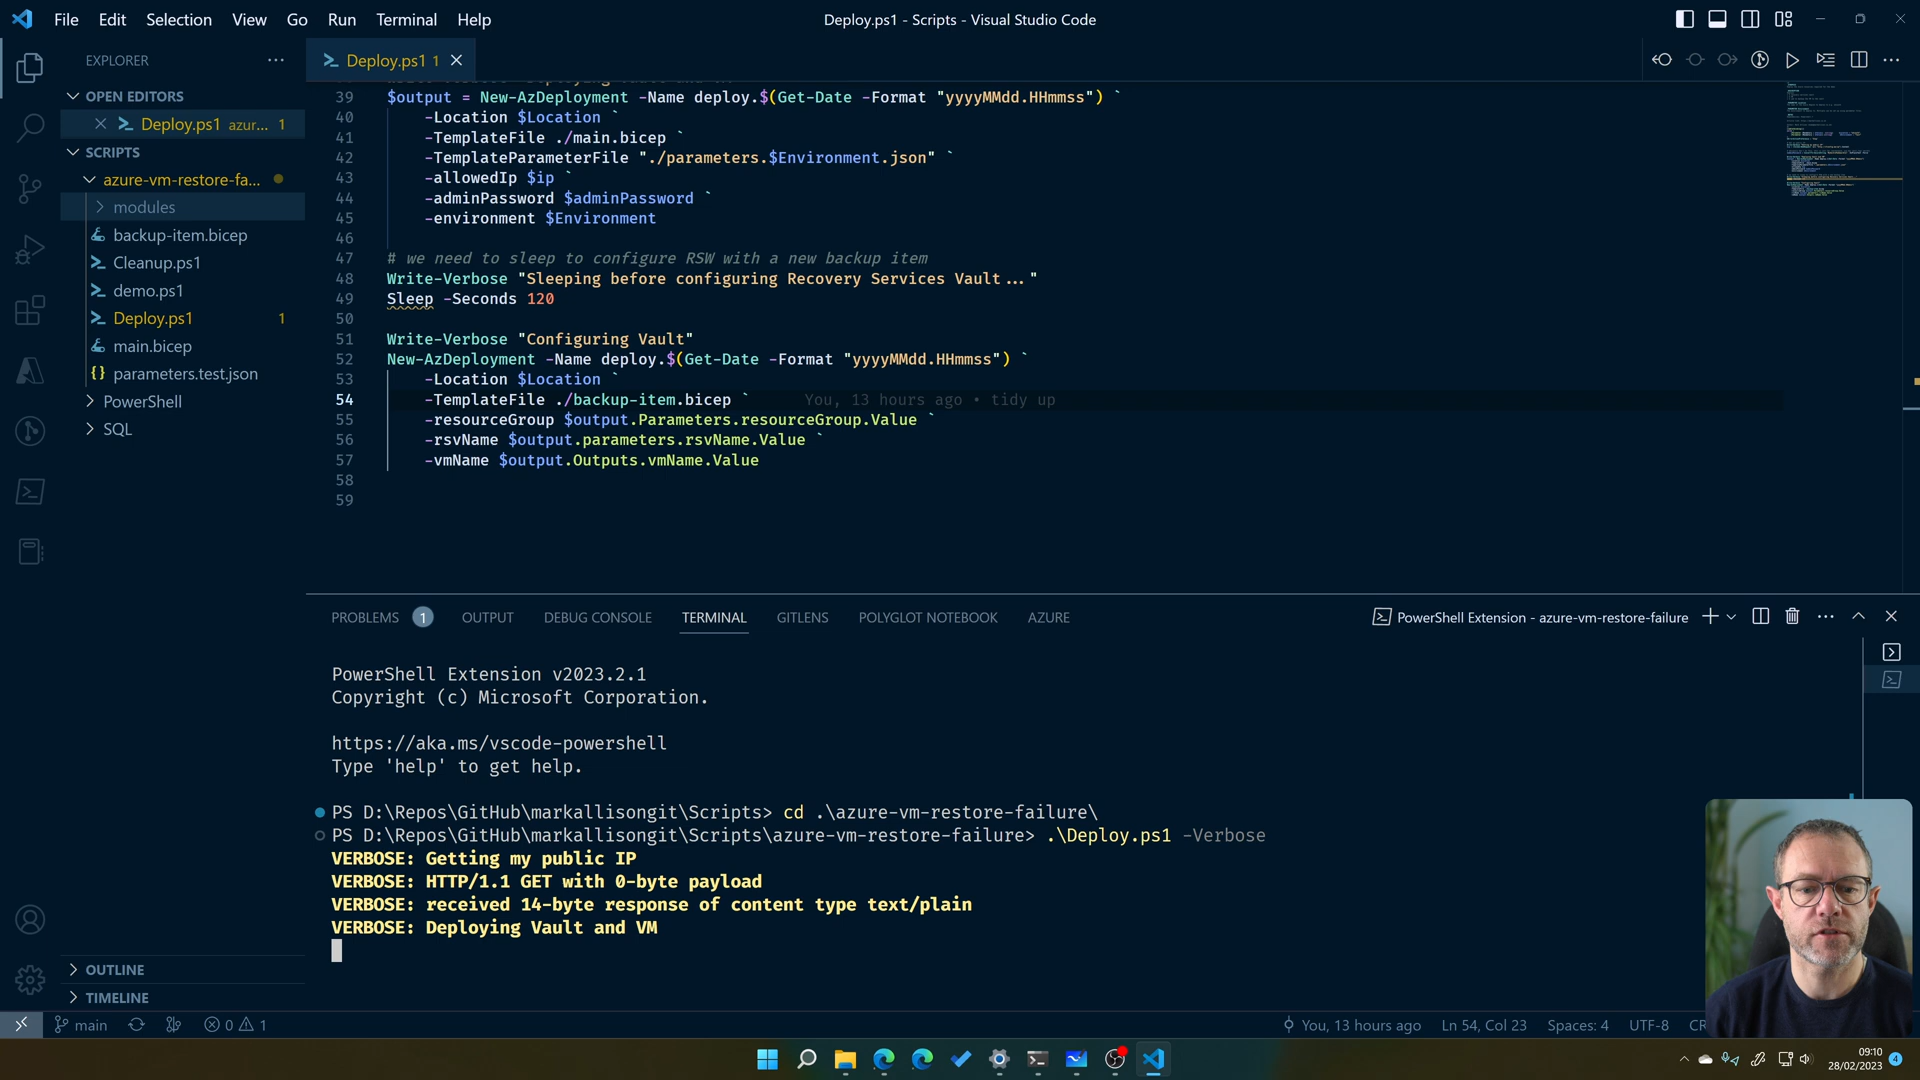 File Edit Selection View Go Run Terminal Help
Deploy.ps1 - Scripts - Visual Studio Code
EXPLORER
Deploy.ps1 1
OPEN EDITORS
Deploy.ps1 azur... 1
SCRIPTS
azure-vm-restore-fa...
modules
backup-item.bicep
Cleanup.ps1
demo.ps1
Deploy.ps1 1
main.bicep
{} parameters.test.json
PowerShell
SQL
OUTLINE
TIMELINE
39 $output = New-AzDeployment -Name deploy.$(Get-Date -Format "yyyyMMdd.HHmmss") `
40 -Location $Location `
41 -TemplateFile ./main.bicep `
42 -TemplateParameterFile "./parameters.$Environment.json" `
43 -allowedIp $ip `
44 -adminPassword $adminPassword `
45 -environment $Environment
46
47 # we need to sleep to configure RSW with a new backup item
48 Write-Verbose "Sleeping before configuring Recovery Services Vault..."
49 Sleep -Seconds 120
50
51 Write-Verbose "Configuring Vault"
52 New-AzDeployment -Name deploy.$(Get-Date -Format "yyyyMMdd.HHmmss") `
53 -Location $Location `
54 -TemplateFile ./backup-item.bicep ` You, 13 hours ago • tidy up
55 -resourceGroup $output.Parameters.resourceGroup.Value `
56 -rsvName $output.parameters.rsvName.Value `
57 -vmName $output.Outputs.vmName.Value
58
59
PROBLEMS 1 OUTPUT DEBUG CONSOLE TERMINAL GITLENS POLYGLOT NOTEBOOK AZURE
PowerShell Extension - azure-vm-restore-failure
PowerShell Extension v2023.2.1
Copyright (c) Microsoft Corporation.
https://aka.ms/vscode-powershell
Type 'help' to get help.
PS D:\Repos\GitHub\markallisongit\Scripts> cd .\azure-vm-restore-failure\
PS D:\Repos\GitHub\markallisongit\Scripts\azure-vm-restore-failure> .\Deploy.ps1 -Verbose
VERBOSE: Getting my public IP
VERBOSE: HTTP/1.1 GET with 0-byte payload
VERBOSE: received 14-byte response of content type text/plain
VERBOSE: Deploying Vault and VM
main 0 1
You, 13 hours ago Ln 54, Col 23 Spaces: 4 UTF-8
09:10
28/02/2023 4